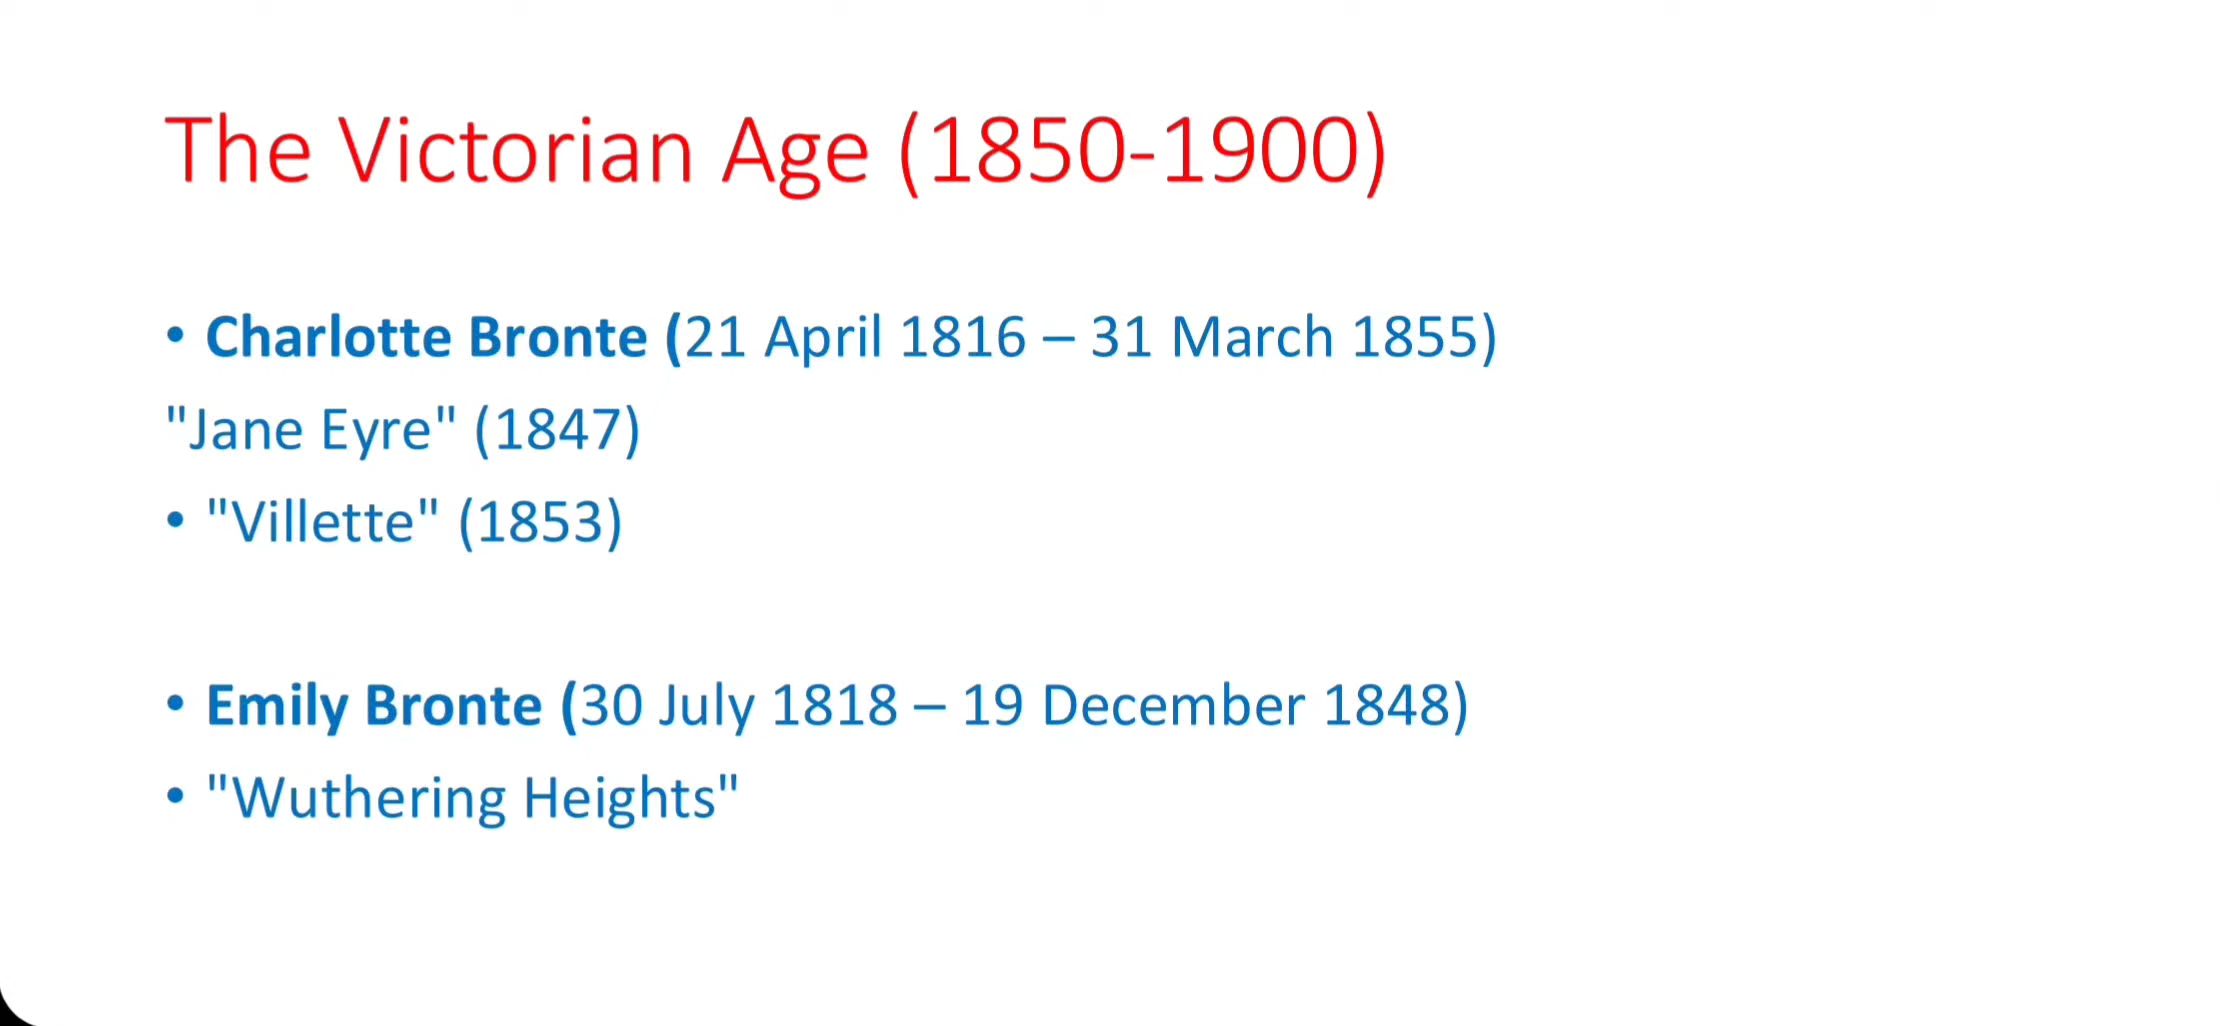 The Victorian Age (1850-1900)
• Charlotte Bronte (21 April 1816 – 31 March 1855)
"Jane Eyre" (1847)
• "Villette" (1853)
• Emily Bronte (30 July 1818 – 19 December 1848)
• "Wuthering Heights"